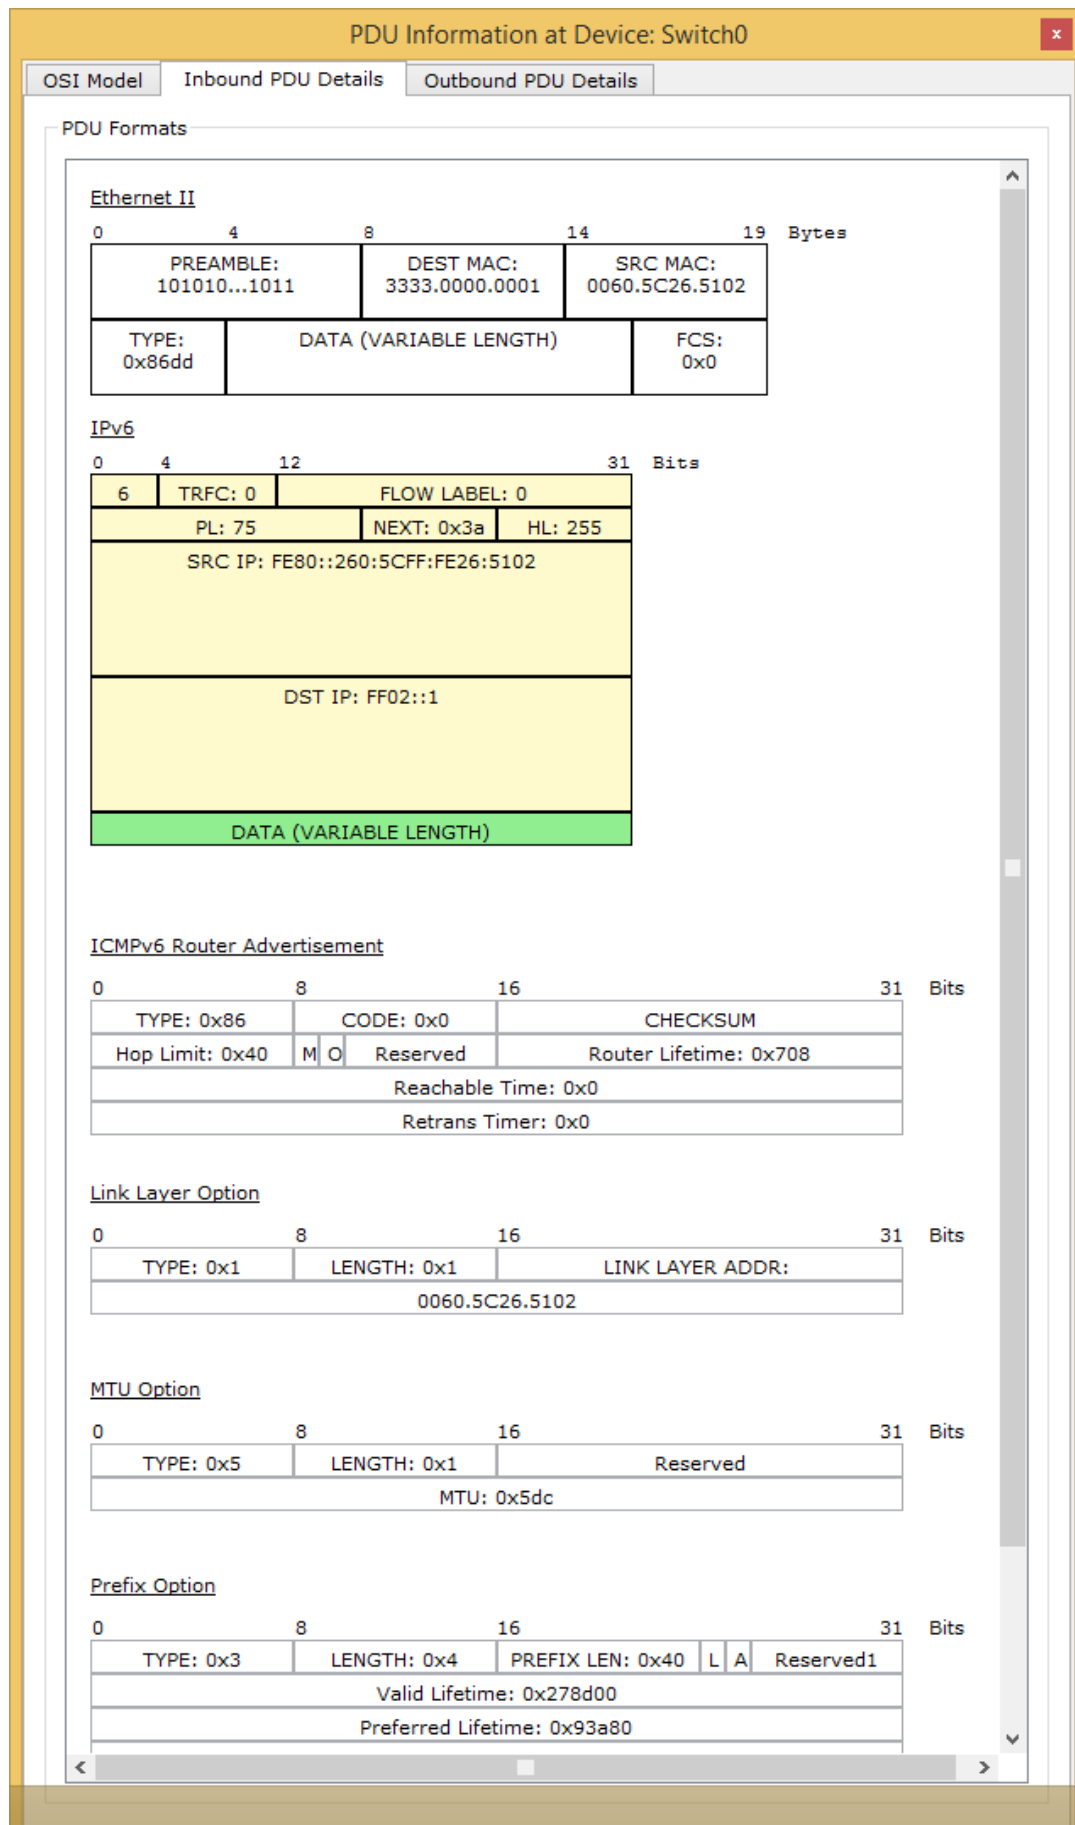 PDU Information at Device: Switch0
x
OSI Model Inbound PDU Details Outbound PDU Details
PDU Formats
Ethernet II
0 4 8 14 19 Bytes
PREAMBLE: DEST MAC: SRC MAC:
101010...1011 3333.0000.0001 0060.5C26.5102
TYPE: DATA (VARIABLE LENGTH) FCS:
0x86dd 0x0
IPv6
0 4 12 31 Bits
6 TRFC: 0 FLOW LABEL: 0
PL: 75 NEXT: 0x3a HL: 255
SRC IP: FE80::260:5CFF:FE26:5102
DST IP: FF02::1
DATA (VARIABLE LENGTH)
ICMPv6 Router Advertisement
0 8 16 31 Bits
TYPE: 0x86 CODE: 0x0 CHECKSUM
Hop Limit: 0x40 M O Reserved Router Lifetime: 0x708
Reachable Time: 0x0
Retrans Timer: 0x0
Link Layer Option
0 8 16 31 Bits
TYPE: 0x1 LENGTH: 0x1 LINK LAYER ADDR:
0060.5C26.5102
MTU Option
0 8 16 31 Bits
TYPE: 0x5 LENGTH: 0x1 Reserved
MTU: 0x5dc
Prefix Option
0 8 16 31 Bits
TYPE: 0x3 LENGTH: 0x4 PREFIX LEN: 0x40 L A Reserved1
Valid Lifetime: 0x278d00
Preferred Lifetime: 0x93a80